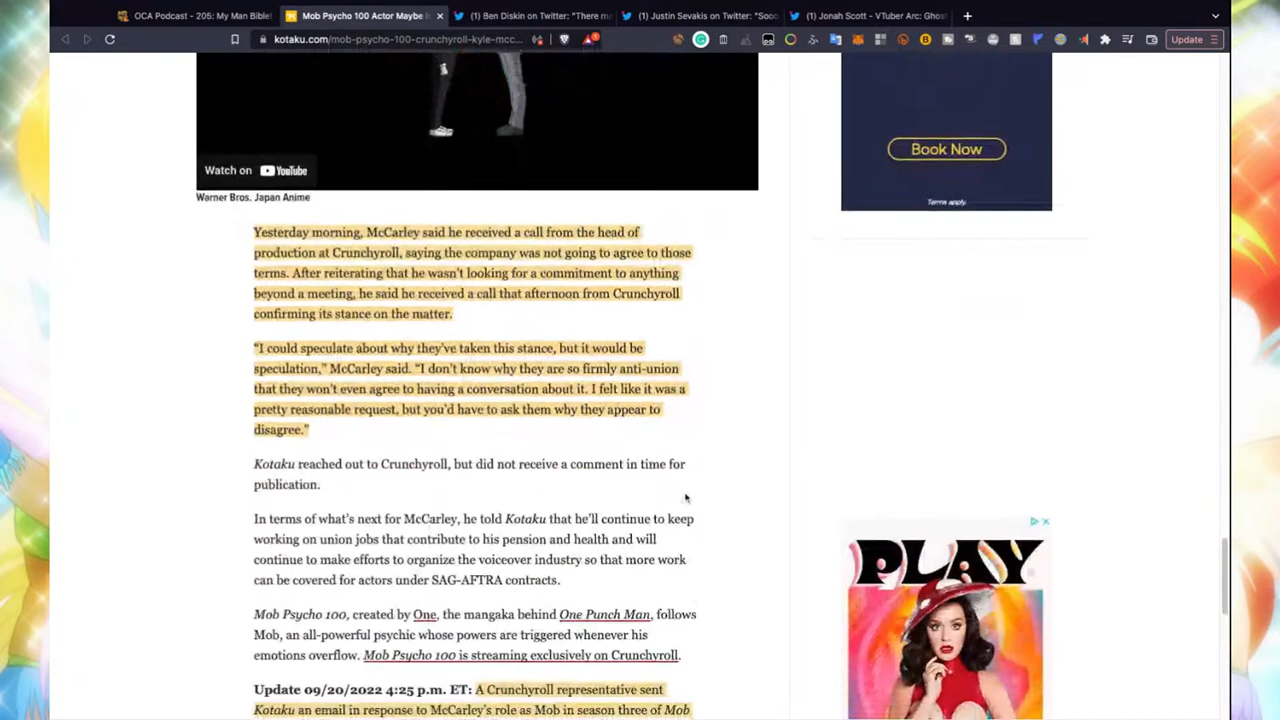 OCA Podcast - 205: My Man Bible!
Mob Psycho 100 Actor Maybe
(1) Ben Diskin on Twitter: "There m
(1) Justin Sevakis on Twitter: "Sooo
(1) Jonah Scott - VTuber Arc: Ghost
kotaku.com/mob-psycho-100-crunchyroll-kyle-mcc...
Update
Watch on YouTube
Warner Bros. Japan Anime
Book Now
Terms apply.
Yesterday morning, McCarley said he received a call from the head of
production at Crunchyroll, saying the company was not going to agree to those
terms. After reiterating that he wasn't looking for a commitment to anything
beyond a meeting, he said he received a call that afternoon from Crunchyroll
confirming its stance on the matter.
"I could speculate about why they've taken this stance, but it would be
speculation," McCarley said. "I don't know why they are so firmly anti-union
that they won't even agree to having a conversation about it. I felt like it was a
pretty reasonable request, but you'd have to ask them why they appear to
disagree."
Kotaku reached out to Crunchyroll, but did not receive a comment in time for
publication.
In terms of what's next for McCarley, he told Kotaku that he'll continue to keep
working on union jobs that contribute to his pension and health and will
continue to make efforts to organize the voiceover industry so that more work
can be covered for actors under SAG-AFTRA contracts.
Mob Psycho 100, created by One, the mangaka behind One Punch Man, follows
Mob, an all-powerful psychic whose powers are triggered whenever his
emotions overflow. Mob Psycho 100 is streaming exclusively on Crunchyroll.
Update 09/20/2022 4:25 p.m. ET: A Crunchyroll representative sent
Kotaku an email in response to McCarley's role as Mob in season three of Mob
PLAY